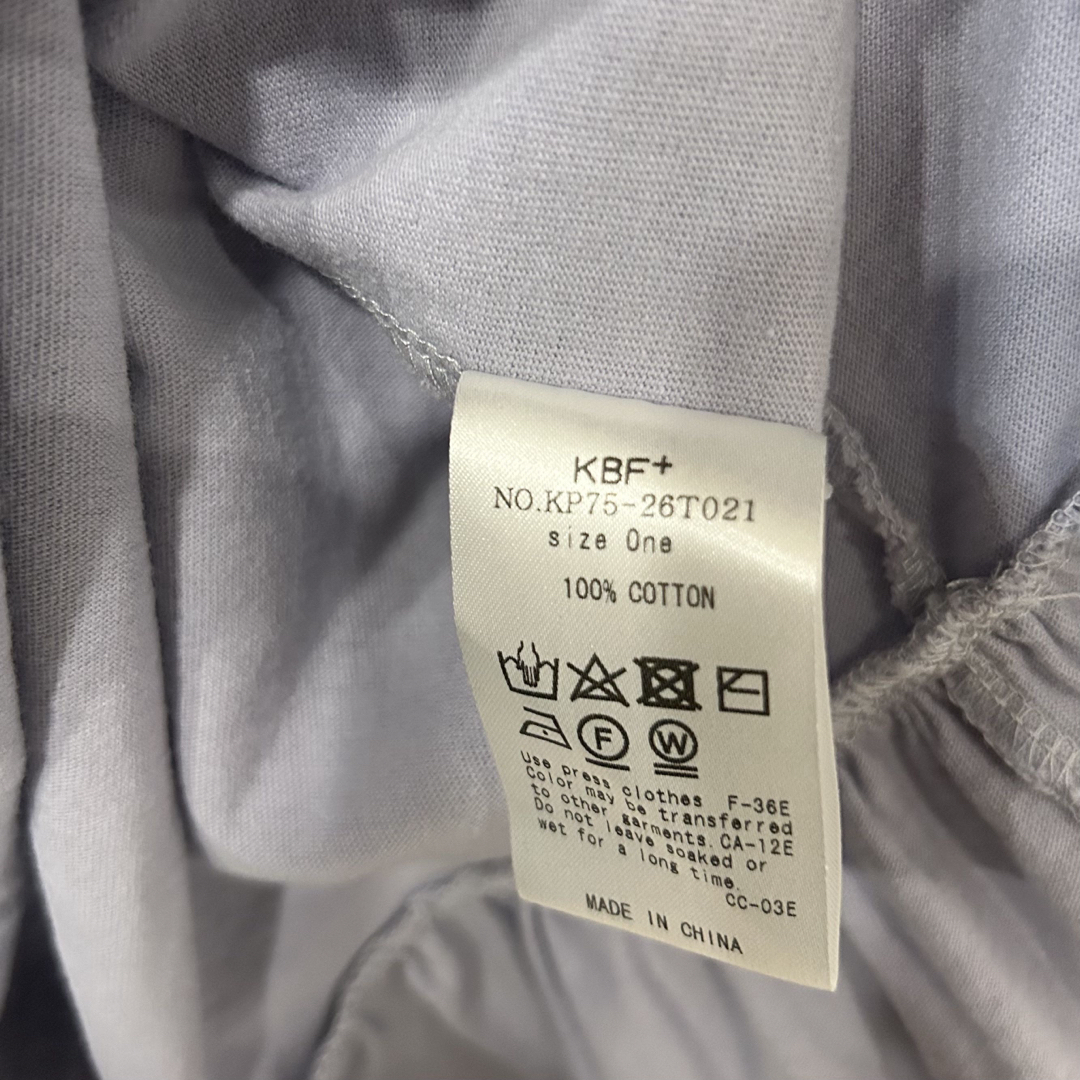 KBF+
NO.KP75-26T021
size One
100% COTTON
F
W
Use press clothes F-36E
Color may be transferred
to other garments. CA-12E
Do not leave soaked or
wet for a long time.
CC-03E
MADE IN CHINA